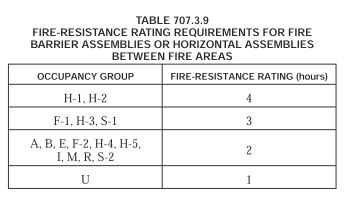 TABLE 707.3.9
FIRE-RESISTANCE RATING REQUIREMENTS FOR FIRE
BARRIER ASSEMBLIES OR HORIZONTAL ASSEMBLIES
BETWEEN FIRE AREAS
OCCUPANCY GROUP FIRE-RESISTANCE RATING (hours)
H-1, H-2 4
F-1, H-3, S-1 3
A, B, E, F-2, H-4, H-5,
I, M, R, S-2 2
U 1